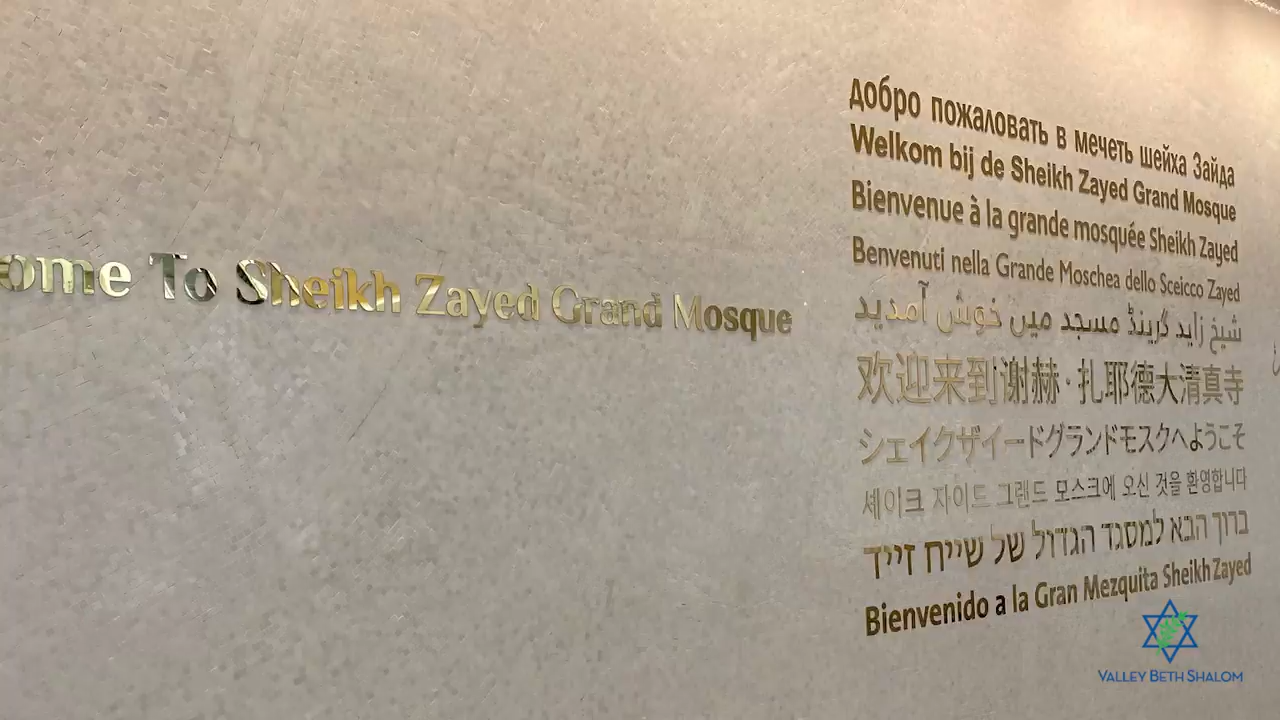 ome To Sheikh Zayed Grand Mosque
добро пожаловать в мечеть шейха Зайда
Welkom bij de Sheikh Zayed Grand Mosque
Bienvenue à la grande mosquée Sheikh Zayed
Benvenuti nella Grande Moschea dello Sceicco Zayed
شیخ زاید گرینڈ مسجد میں خوش آمدید
欢迎来到谢赫·扎耶德大清真寺
シェイクザイードグランドモスクへようこそ
셰이크 자이드 그랜드 모스크에 오신 것을 환영합니다
ברוך הבא למסגד הגדול של שייח זייד
Bienvenido a la Gran Mezquita Sheikh Zayed
VALLEY BETH SHALOM